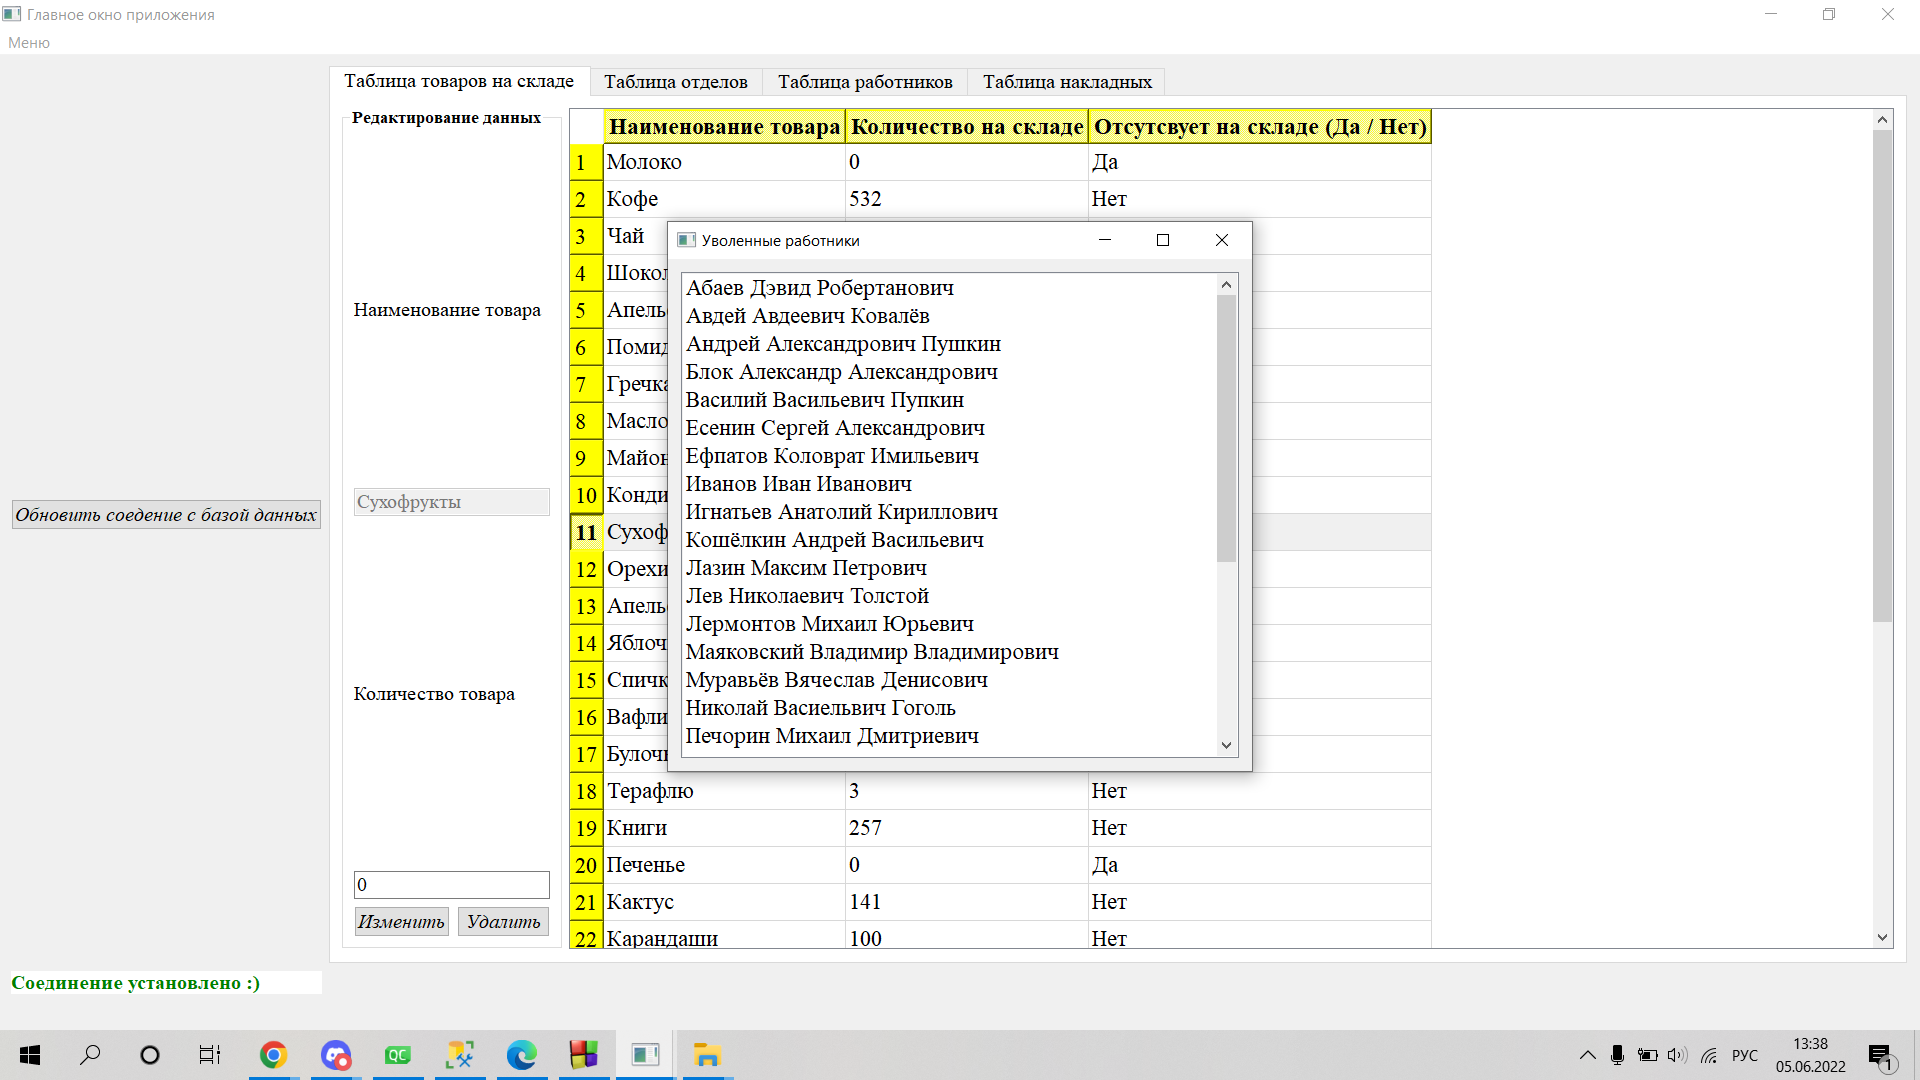 Главное окно приложения
Меню
Таблица товаров на складе Таблица отделов Таблица работников Таблица накладных
Редактирование данных
Наименование товара
Сухофрукты
Количество товара
0
Изменить Удалить
Обновить соедение с базой данных
Соединение установлено :)
Наименование товара Количество на складе Отсутсвует на складе (Да / Нет)
1 Молоко 0 Да
2 Кофе 532 Нет
3 Чай
4 Шокол
5 Апель
6 Помид
7 Гречка
8 Масло
9 Майон
10 Конди
11 Сухоф
12 Орехи
13 Апель
14 Яблоч
15 Спичк
16 Вафли
17 Булоч
18 Терафлю 3 Нет
19 Книги 257 Нет
20 Печенье 0 Да
21 Кактус 141 Нет
22 Карандаши 100 Нет
Уволенные работники
Абаев Дэвид Робертанович
Авдей Авдеевич Ковалёв
Андрей Александрович Пушкин
Блок Александр Александрович
Василий Васильевич Пупкин
Есенин Сергей Александрович
Ефпатов Коловрат Имильевич
Иванов Иван Иванович
Игнатьев Анатолий Кириллович
Кошёлкин Андрей Васильевич
Лазин Максим Петрович
Лев Николаевич Толстой
Лермонтов Михаил Юрьевич
Маяковский Владимир Владимирович
Муравьёв Вячеслав Денисович
Николай Васиельвич Гоголь
Печорин Михаил Дмитриевич
QC
РУС
13:38
05.06.2022
1